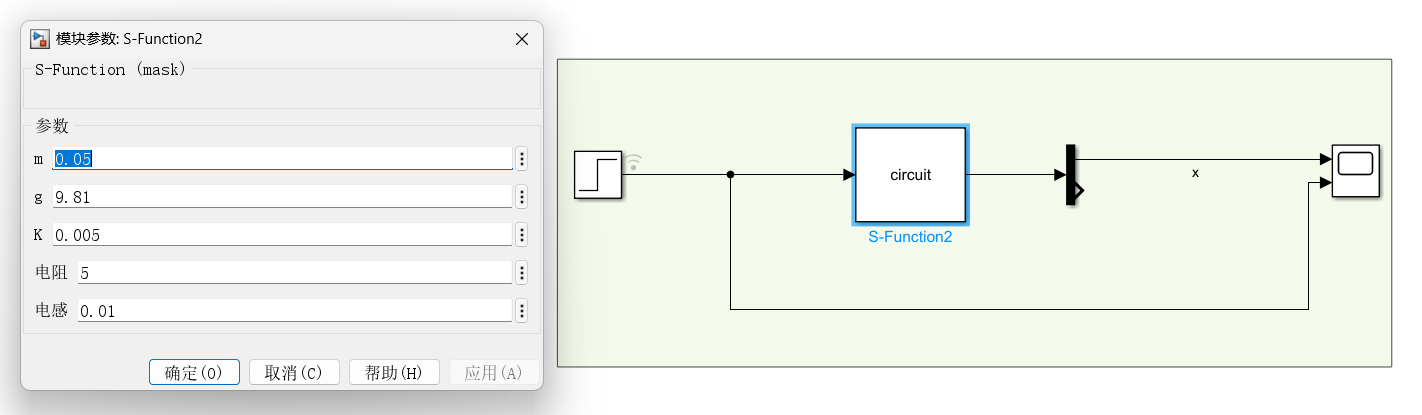 模块参数: S-Function2
S-Function (mask)
参数
m 0.05
g 9.81
K 0.005
电阻 5
电感 0.01
确定(O) 取消(C) 帮助(H) 应用(A)
circuit
S-Function2
x